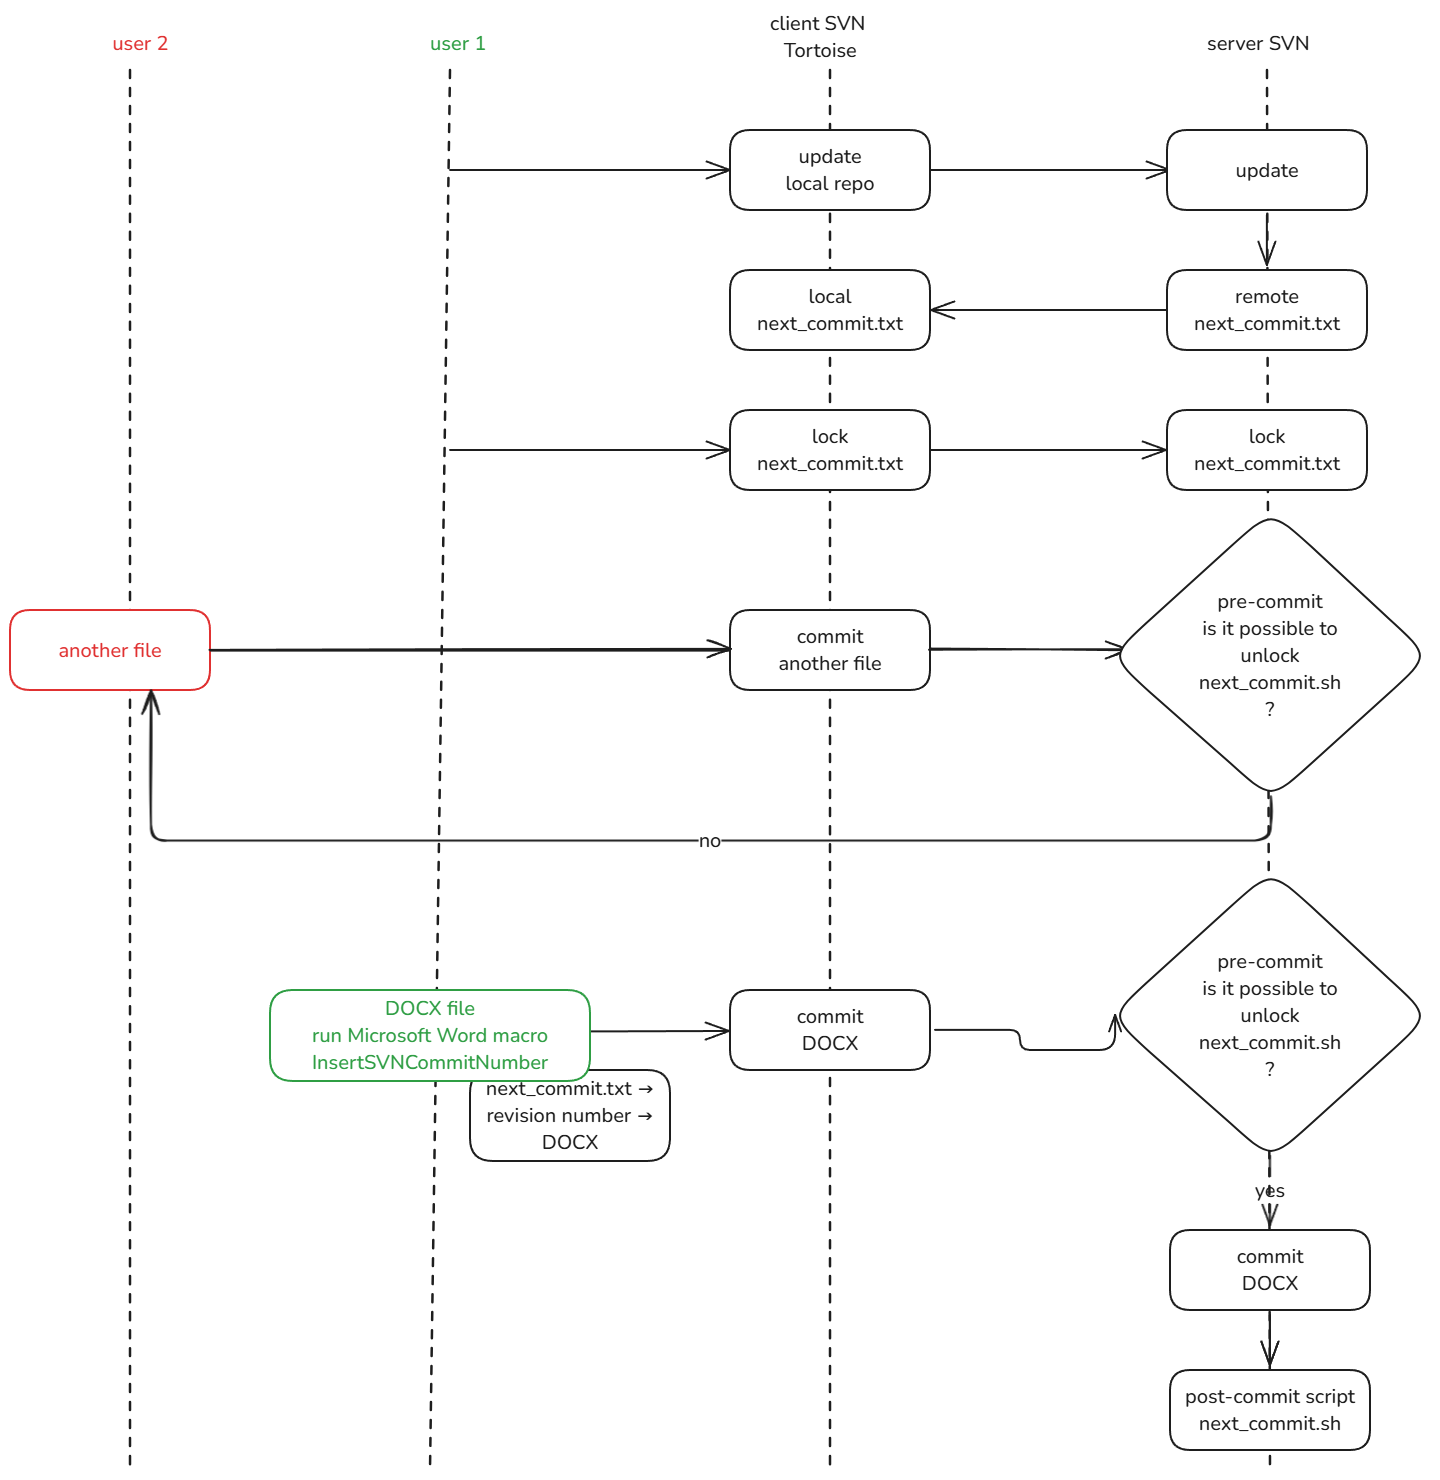 user 2
user 1
client SVN
Tortoise
server SVN
update
local repo
update
local
next_commit.txt
remote
next_commit.txt
lock
next_commit.txt
lock
next_commit.txt
another file
commit
another file
pre-commit
is it possible to
unlock
next_commit.sh
?
no
DOCX file
run Microsoft Word macro
InsertSVNCommitNumber
next_commit.txt →
revision number →
DOCX
commit
DOCX
pre-commit
is it possible to
unlock
next_commit.sh
?
yes
commit
DOCX
post-commit script
next_commit.sh